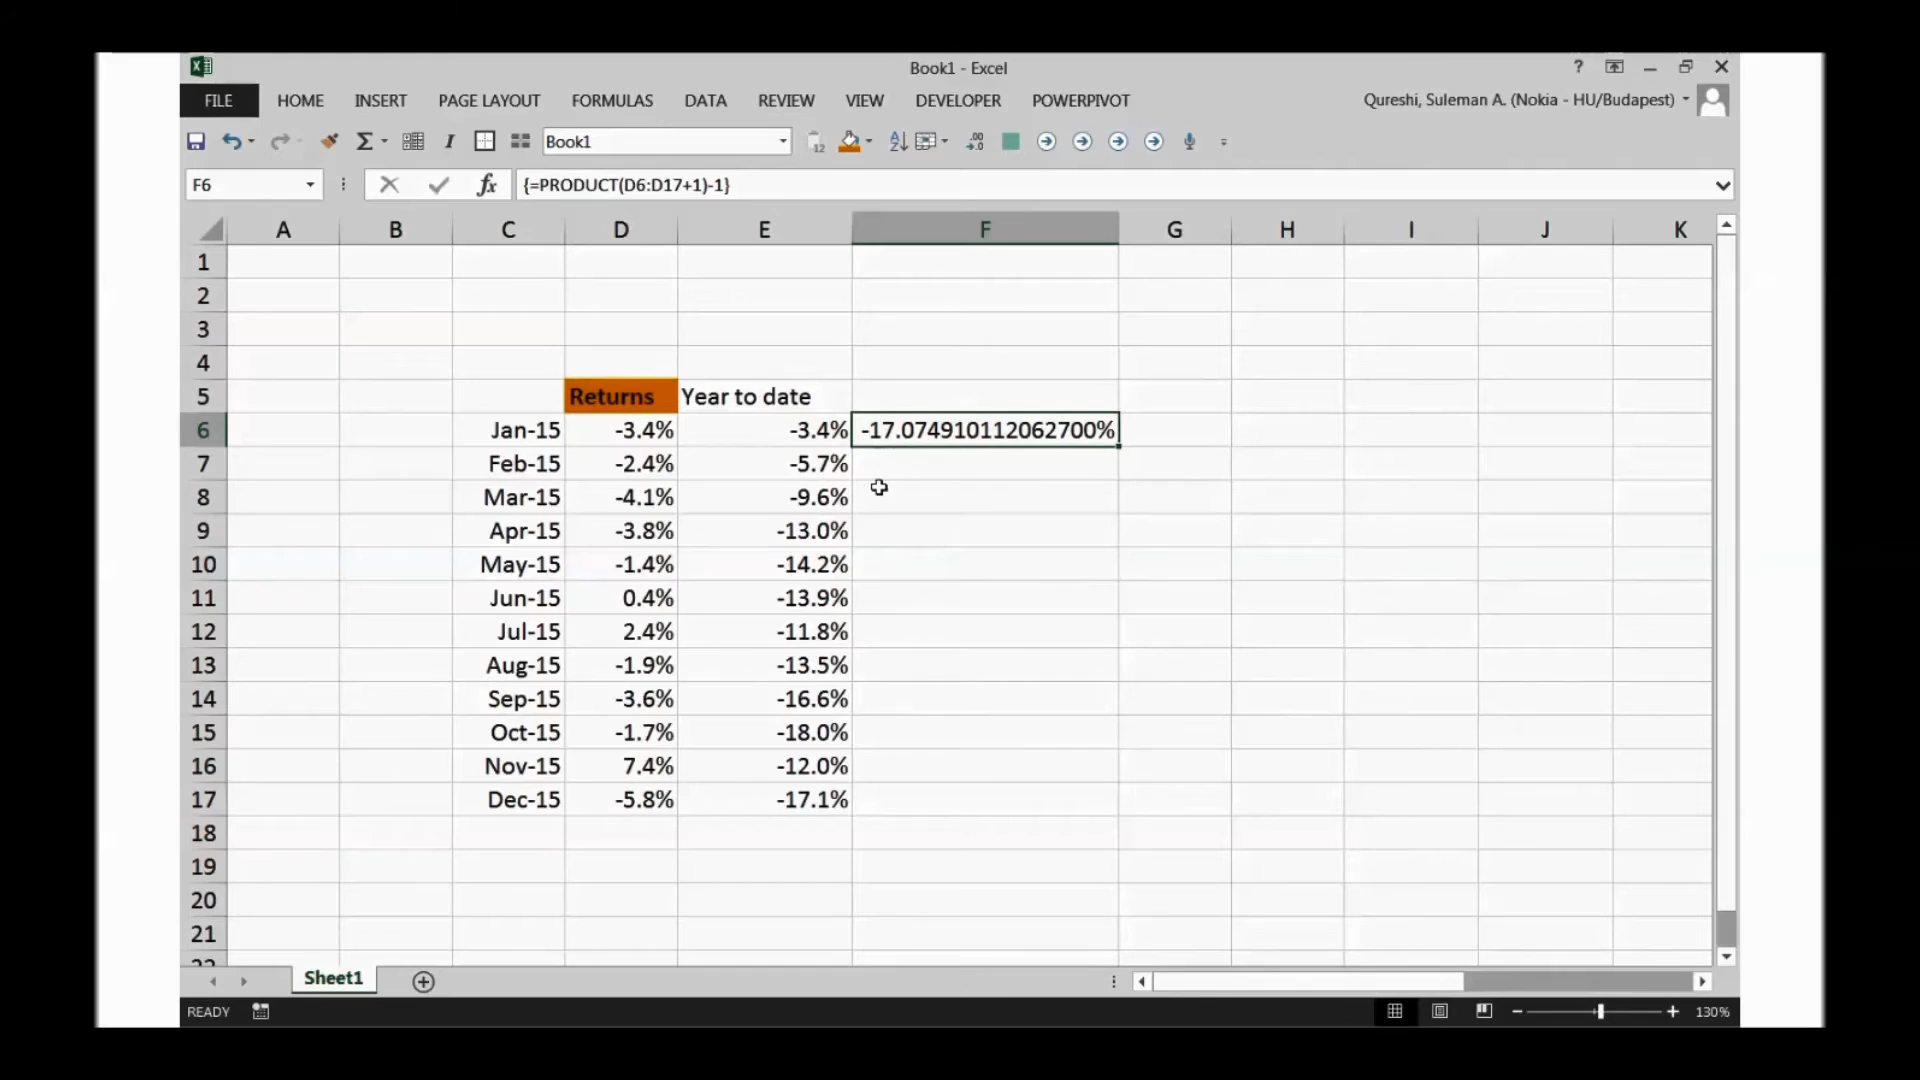 Book1 - Excel
?
FILE HOME INSERT PAGE LAYOUT FORMULAS DATA REVIEW VIEW DEVELOPER POWERPIVOT Qureshi, Suleman A. (Nokia - HU/Budapest)
Book1
F6 fx {=PRODUCT(D6:D17+1)-1}
A B C D E F G H I J K
1
2
3
4
5 Returns Year to date
6 Jan-15 -3.4% -3.4% -17.074910112062700%
7 Feb-15 -2.4% -5.7%
8 Mar-15 -4.1% -9.6%
9 Apr-15 -3.8% -13.0%
10 May-15 -1.4% -14.2%
11 Jun-15 0.4% -13.9%
12 Jul-15 2.4% -11.8%
13 Aug-15 -1.9% -13.5%
14 Sep-15 -3.6% -16.6%
15 Oct-15 -1.7% -18.0%
16 Nov-15 7.4% -12.0%
17 Dec-15 -5.8% -17.1%
18
19
20
21
Sheet1
READY 130%